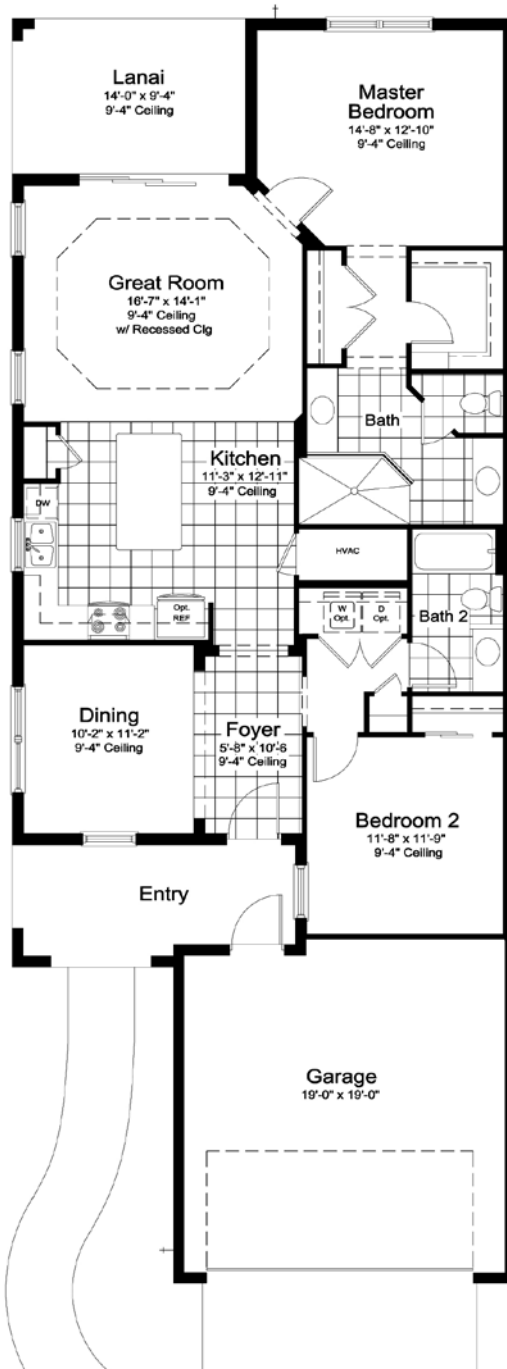 Lanai
14'-0" x 9'-4"
9'-4" Ceiling
Master
Bedroom
14'-8" x 12'-10"
9'-4" Ceiling
Great Room
16'-7" x 14'-1"
9'-4" Ceiling
w/ Recessed Clg
Bath
Kitchen
11'-3" x 12'-11"
9'-4" Ceiling
DW
HVAC
Opt.
REF
W
Opt.
D
Opt.
Bath 2
Dining
10'-2" x 11'-2"
9'-4" Ceiling
Foyer
5'-8" x 10'-6
9'-4" Ceiling
Bedroom 2
11'-8" x 11'-9"
9'-4" Ceiling
Entry
Garage
19'-0" x 19'-0"